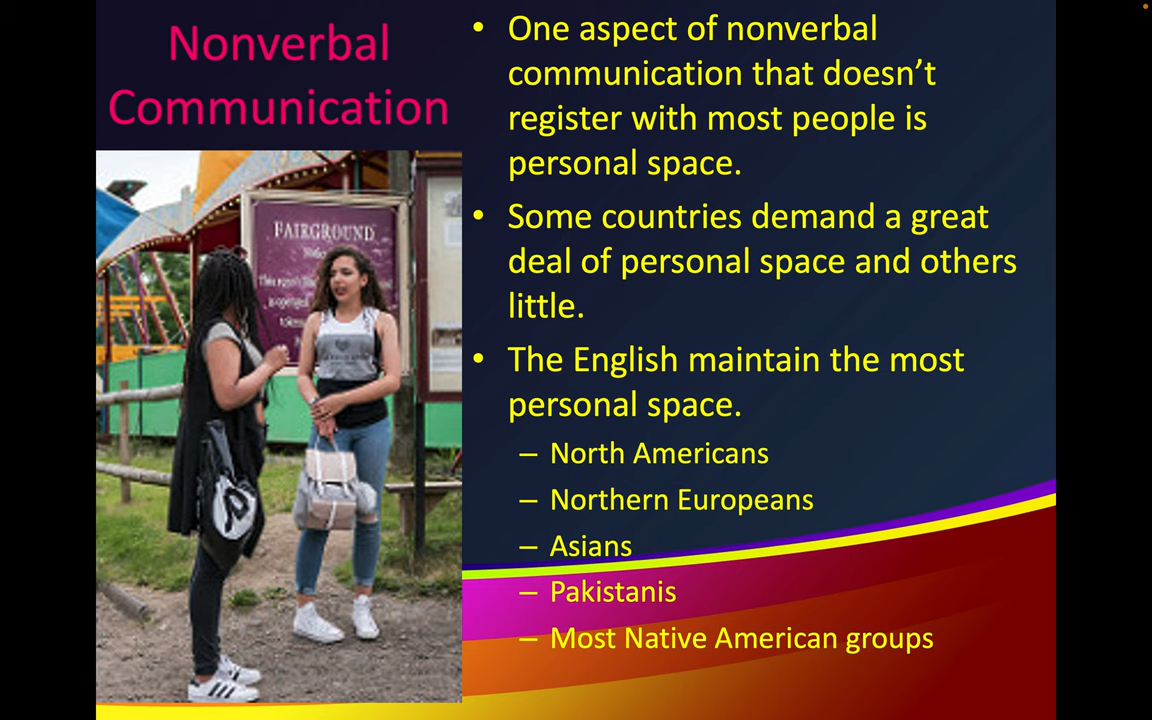 Nonverbal
Communication
• One aspect of nonverbal
communication that doesn’t
register with most people is
personal space.
• Some countries demand a great
deal of personal space and others
little.
• The English maintain the most
personal space.
– North Americans
– Northern Europeans
– Asians
– Pakistanis
– Most Native American groups
FAIRGROUND